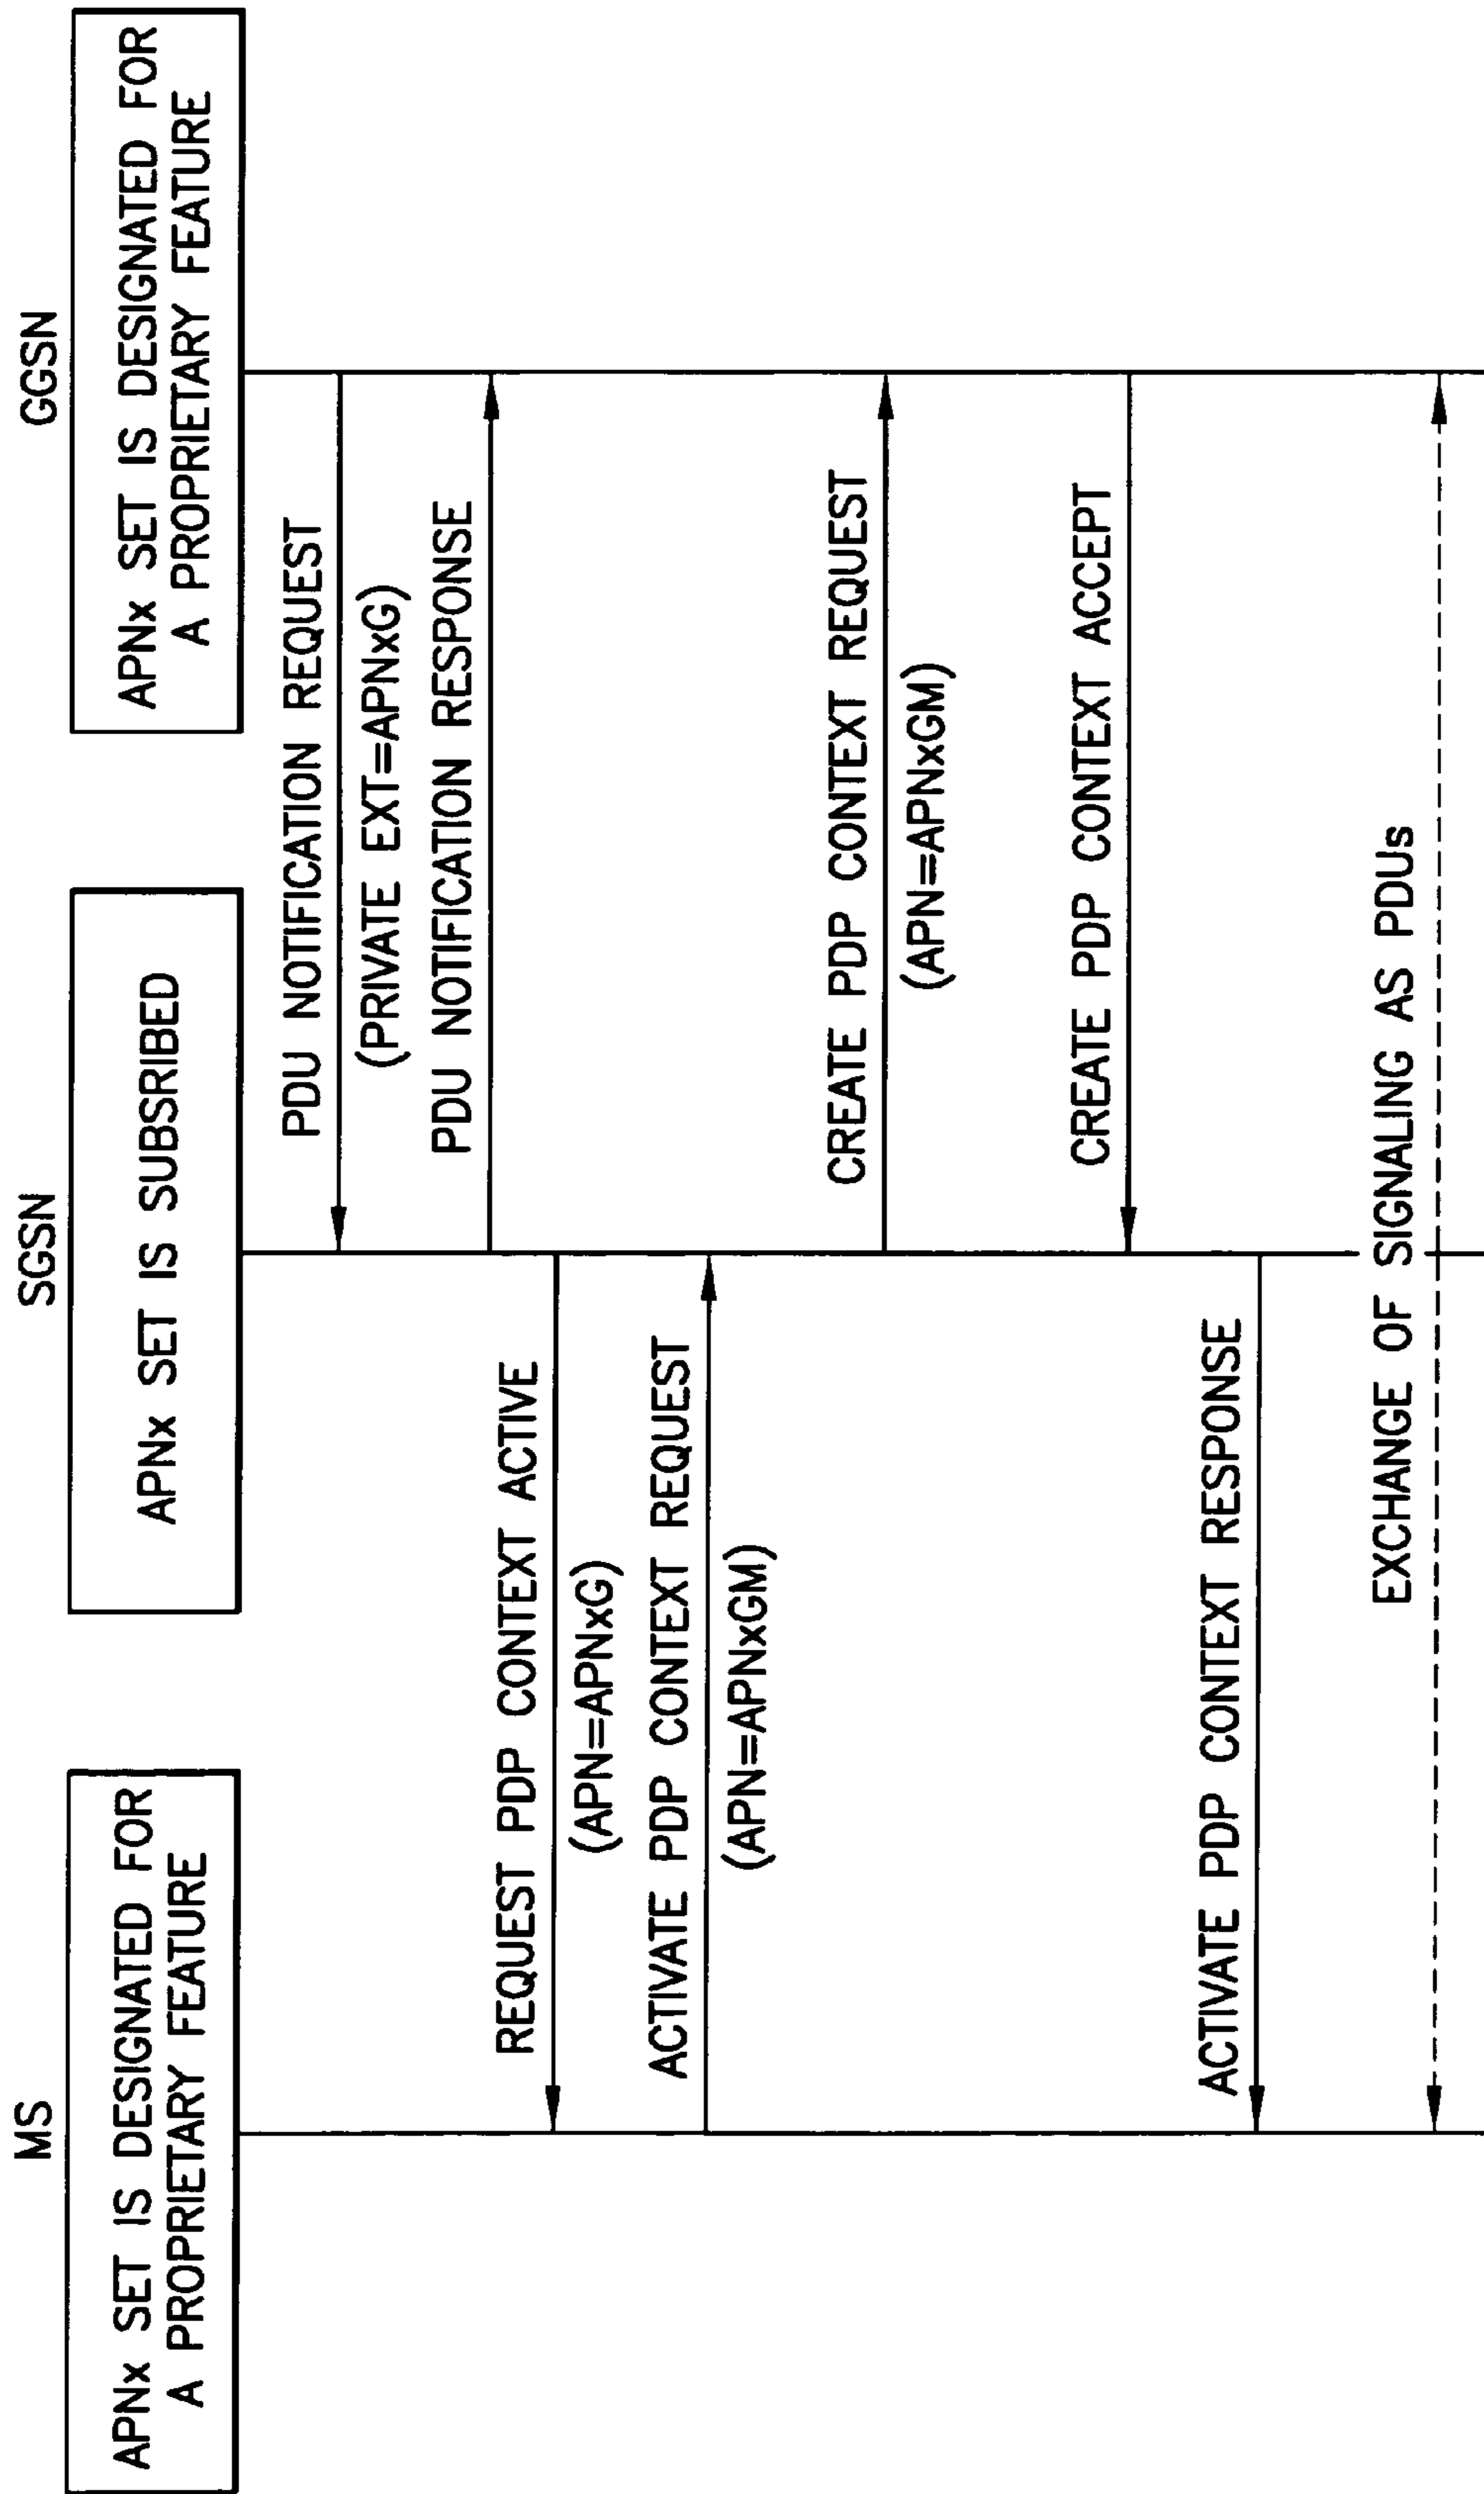 MS
SGSN
GGSN
APNx SET IS DESIGNATED FOR
A PROPRIETARY FEATURE
APNx SET IS SUBSRIBED
APNx SET IS DESIGNATED FOR
A PROPRIETARY FEATURE
PDU NOTIFICATION REQUEST
(PRIVATE EXT=APNxG)
PDU NOTIFICATION RESPONSE
REQUEST PDP CONTEXT ACTIVE
(APN=APNxG)
ACTIVATE PDP CONTEXT REQUEST
(APN=APNxGM)
CREATE PDP CONTEXT REQUEST
(APN=APNxGM)
CREATE PDP CONTEXT ACCEPT
ACTIVATE PDP CONTEXT RESPONSE
EXCHANGE OF SIGNALING AS PDUs